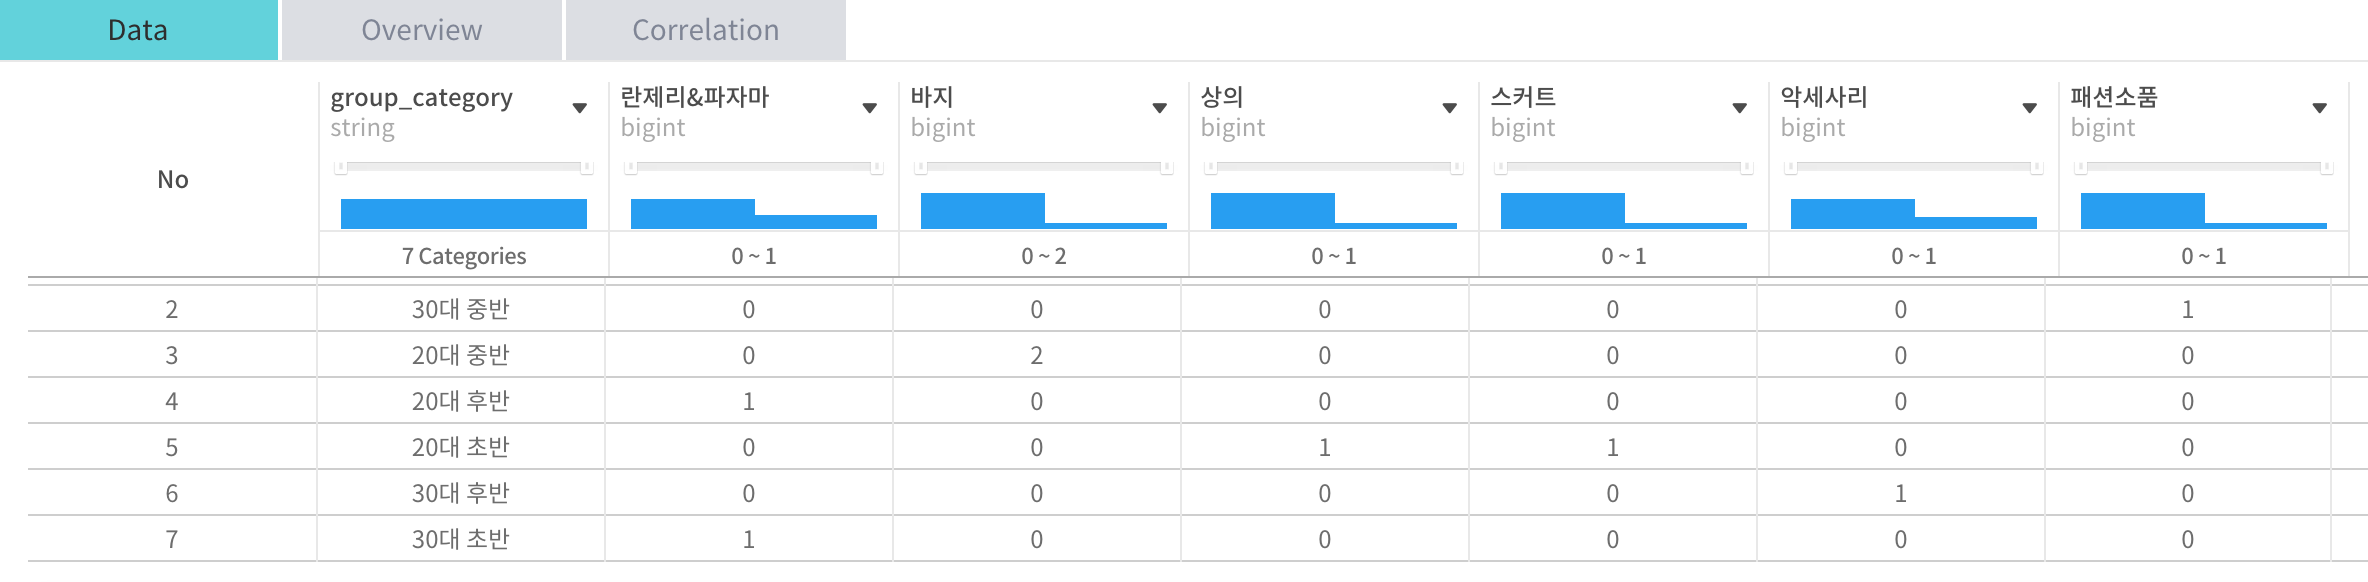 Data Overview Correlation
No group_category 란제리&파자마 바지 상의 스커트 악세사리 패션소품
string bigint bigint bigint bigint bigint bigint
7 Categories 0 ~ 1 0 ~ 2 0 ~ 1 0 ~ 1 0 ~ 1 0 ~ 1
2 30대 중반 0 0 0 0 0 1
3 20대 중반 0 2 0 0 0 0
4 20대 후반 1 0 0 0 0 0
5 20대 초반 0 0 1 1 0 0
6 30대 후반 0 0 0 0 1 0
7 30대 초반 1 0 0 0 0 0